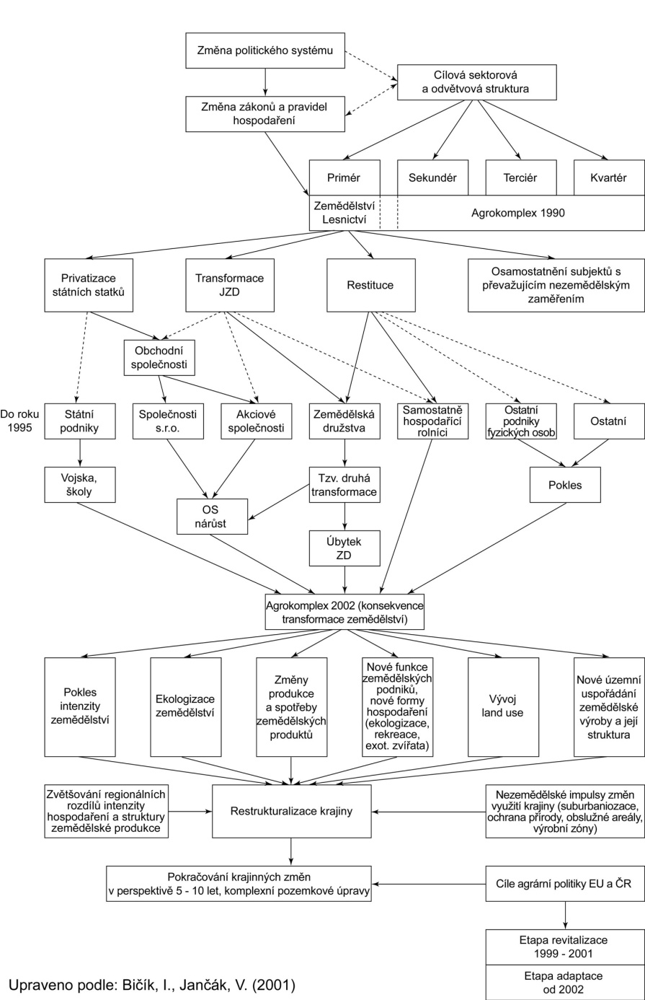 Změna politického systému
Cílová sektorová
a odvětvová struktura
Změna zákonů a pravidel
hospodaření
Primér
Sekundér
Terciér
Kvartér
Zemědělství
Lesnictví
Agrokomplex 1990
Privatizace
státních statků
Transformace
JZD
Restituce
Osamostatnění subjektů s
převažujícím nezemědělským
zaměřením
Obchodní
společnosti
Do roku
1995
Státní
podniky
Společnosti
s.r.o.
Akciové
společnosti
Zemědělská
družstva
Samostatně
hospodařící
rolníci
Ostatní
podniky
fyzických osob
Ostatní
Vojska,
školy
Tzv. druhá
transformace
Pokles
OS
nárůst
Úbytek
ZD
Agrokomplex 2002 (konsekvence
transformace zemědělství)
Pokles
intenzity
zemědělství
Ekologizace
zemědělství
Změny
produkce
a spotřeby
zemědělských
produktů
Nové funkce
zemědělských
podniků,
nové formy
hospodaření
(ekologizace,
rekreace,
exot. zvířata)
Vývoj
land use
Nové územní
uspořádání
zemědělské
výroby a její
struktura
Zvětšování regionálních
rozdílů intenzity
hospodaření a struktury
zemědělské produkce
Restrukturalizace krajiny
Nezemědělské impulsy změn
využití krajiny (suburbaniozace,
ochrana přírody, obslužné areály,
výrobní zóny)
Pokračování krajinných změn
v perspektivě 5 - 10 let, komplexní pozemkové úpravy
Cíle agrární politiky EU a ČR
Etapa revitalizace
1999 - 2001
Etapa adaptace
od 2002
Upraveno podle: Bičík, I., Jančák, V. (2001)